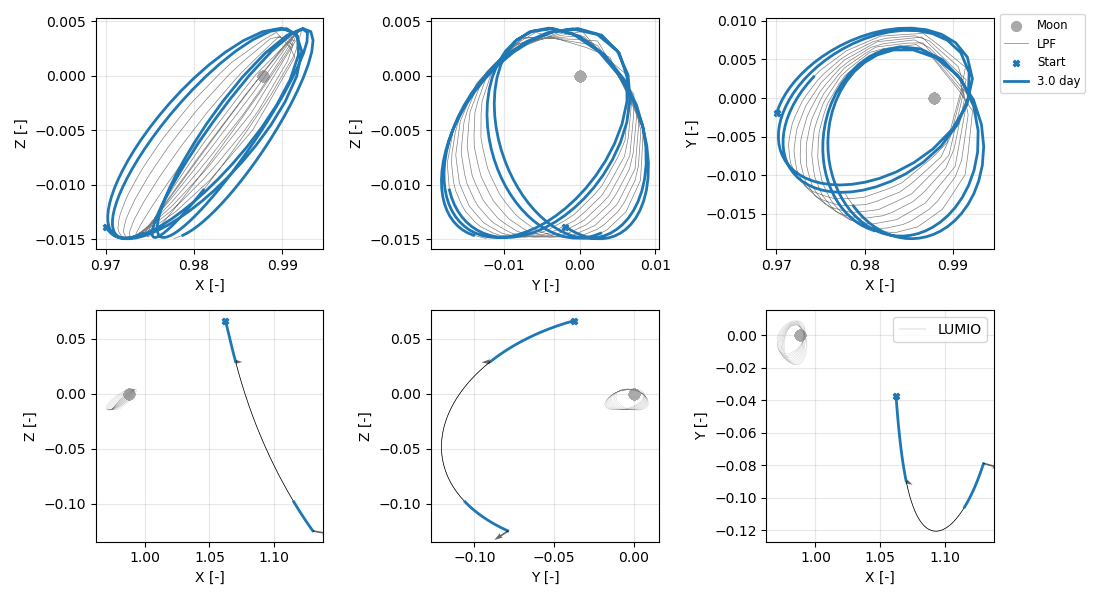 0.005
0.000
−0.005
−0.010
−0.015
Z [-]
0.97
0.98
0.99
X [-]
0.005
0.000
−0.005
−0.010
−0.015
Z [-]
−0.01
0.00
0.01
Y [-]
0.010
0.005
0.000
−0.005
−0.010
−0.015
Y [-]
0.97
0.98
0.99
X [-]
Moon
LPF
Start
3.0 day
0.05
0.00
−0.05
−0.10
Z [-]
1.00
1.05
1.10
X [-]
0.05
0.00
−0.05
−0.10
Z [-]
−0.10
−0.05
0.00
Y [-]
0.00
−0.02
−0.04
−0.06
−0.08
−0.10
−0.12
Y [-]
1.00
1.05
1.10
X [-]
LUMIO